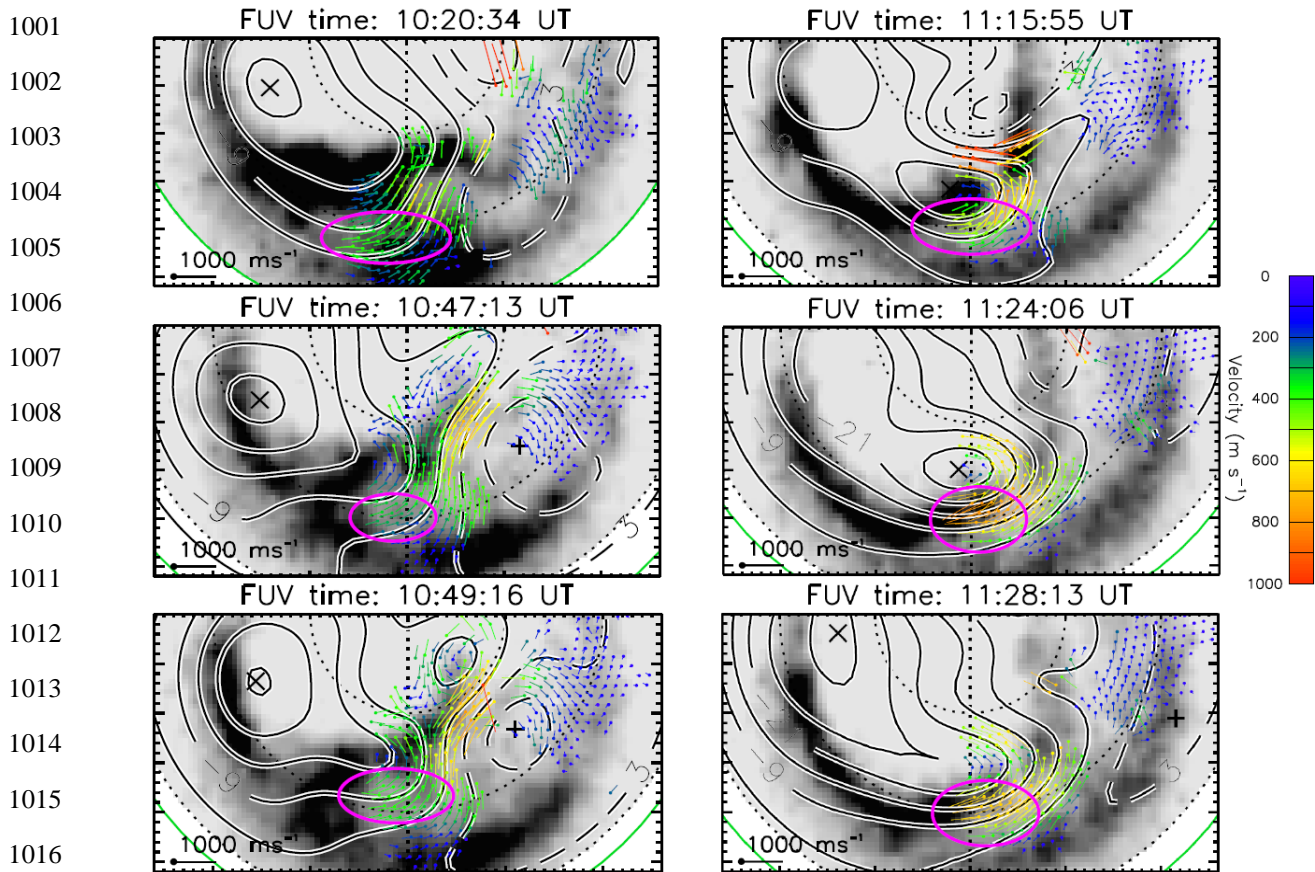 1001
1002
1003
1004
1005
1006
1007
1008
1009
1010
1011
1012
1013
1014
1015
1016
FUV time: 10:20:34 UT
3
1000 ms⁻¹
FUV time: 11:15:55 UT
3
-9
1000 ms⁻¹
FUV time: 10:47:13 UT
-9
3
1000 ms⁻¹
FUV time: 11:24:06 UT
-9
-21
1000 ms⁻¹
FUV time: 10:49:16 UT
-9
3
1000 ms⁻¹
FUV time: 11:28:13 UT
-9
3
1000 ms⁻¹
0
200
400
600
800
1000
Velocity (m s⁻¹)